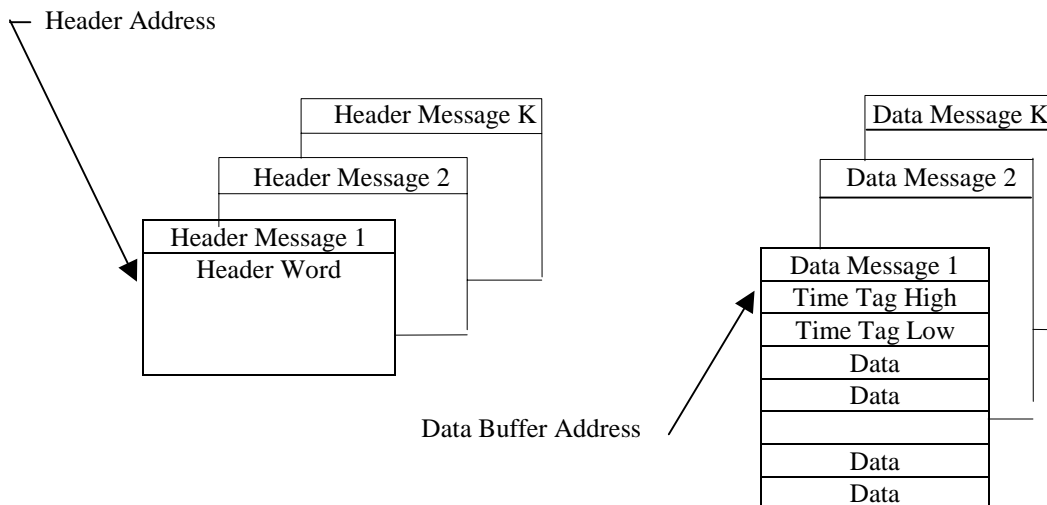 Header Address
Header Message K
Header Message 2
Header Message 1
Header Word
Data Message K
Data Message 2
Data Message 1
Time Tag High
Time Tag Low
Data
Data
Data
Data
Data Buffer Address